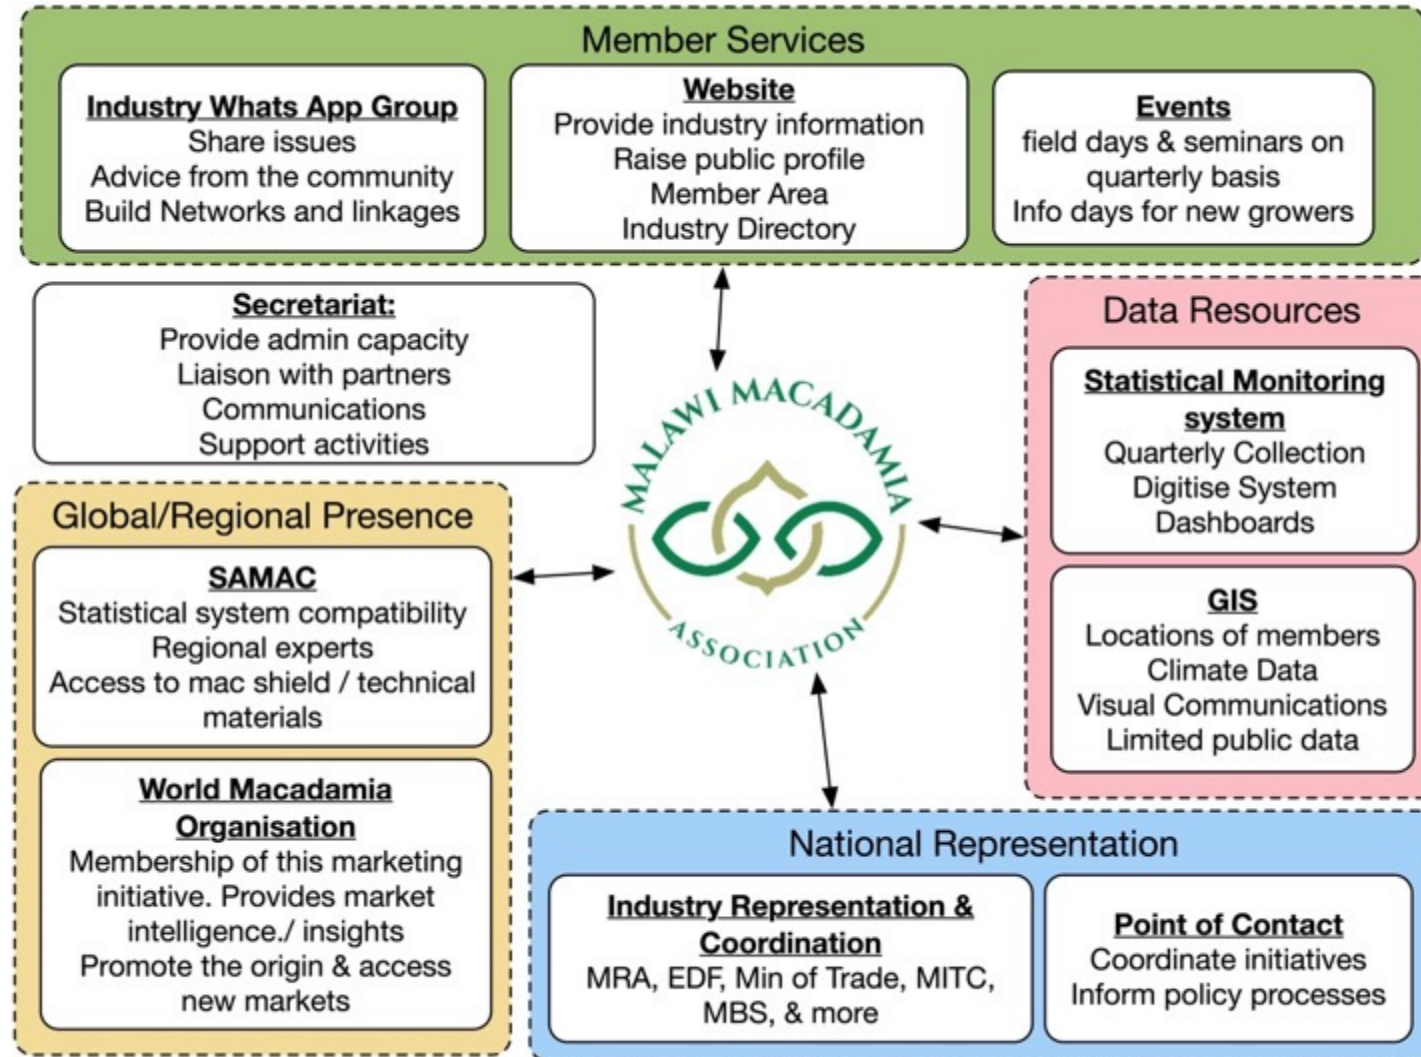 Member Services
Industry Whats App Group
Share issues
Advice from the community
Build Networks and linkages
Website
Provide industry information
Raise public profile
Member Area
Industry Directory
Events
field days & seminars on
quarterly basis
Info days for new growers
Secretariat:
Provide admin capacity
Liaison with partners
Communications
Support activities
Data Resources
Statistical Monitoring
system
Quarterly Collection
Digitise System
Dashboards
GIS
Locations of members
Climate Data
Visual Communications
Limited public data
MALAWI MACADAMIA
ASSOCIATION
Global/Regional Presence
SAMAC
Statistical system compatibility
Regional experts
Access to mac shield / technical
materials
World Macadamia
Organisation
Membership of this marketing
initiative. Provides market
intelligence./ insights
Promote the origin & access
new markets
National Representation
Industry Representation &
Coordination
MRA, EDF, Min of Trade, MITC,
MBS, & more
Point of Contact
Coordinate initiatives
Inform policy processes